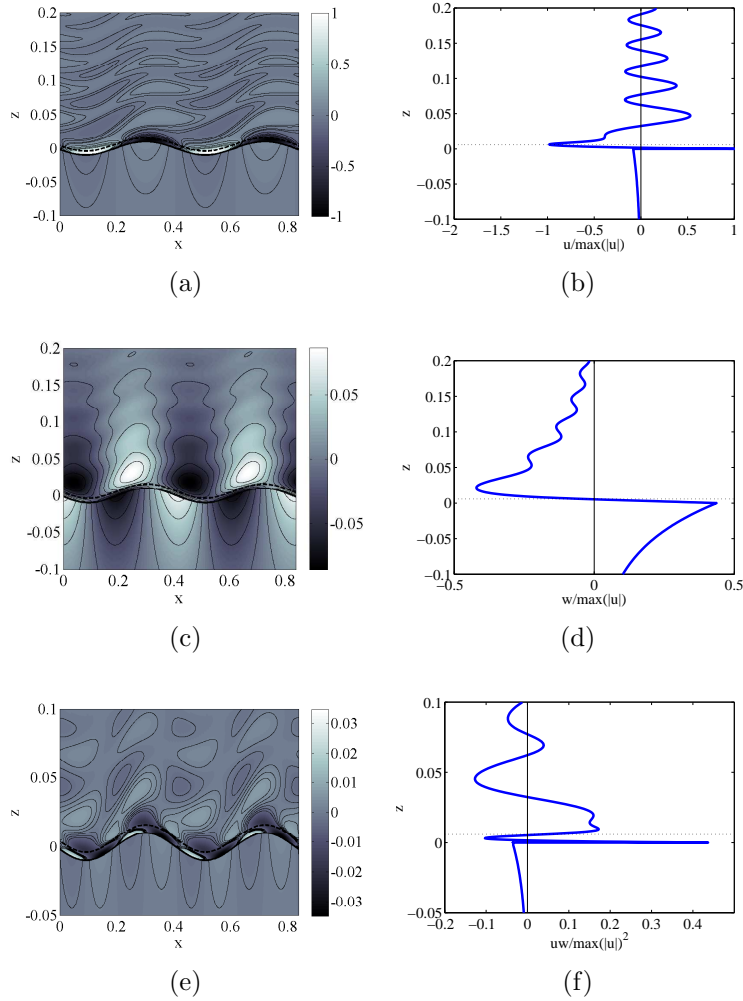 0.2
0.15
0.1
0.05
0
-0.05
-0.1
z
0 0.2 0.4 0.6 0.8
x
1
0.5
0
-0.5
-1
(a)
0.2
0.15
0.1
0.05
0
−0.05
−0.1
z
−2 −1.5 −1 −0.5 0 0.5 1
u/max(|u|)
(b)
0.2
0.15
0.1
0.05
0
-0.05
-0.1
z
0 0.2 0.4 0.6 0.8
x
0.05
0
-0.05
(c)
0.2
0.15
0.1
0.05
0
−0.05
−0.1
z
−0.5 0 0.5
w/max(|u|)
(d)
0.1
0.05
0
-0.05
z
0 0.2 0.4 0.6 0.8
x
0.03
0.02
0.01
0
-0.01
-0.02
-0.03
(e)
0.1
0.05
0
−0.05
z
−0.2 −0.1 0 0.1 0.2 0.3 0.4
uw/max(|u|)²
(f)